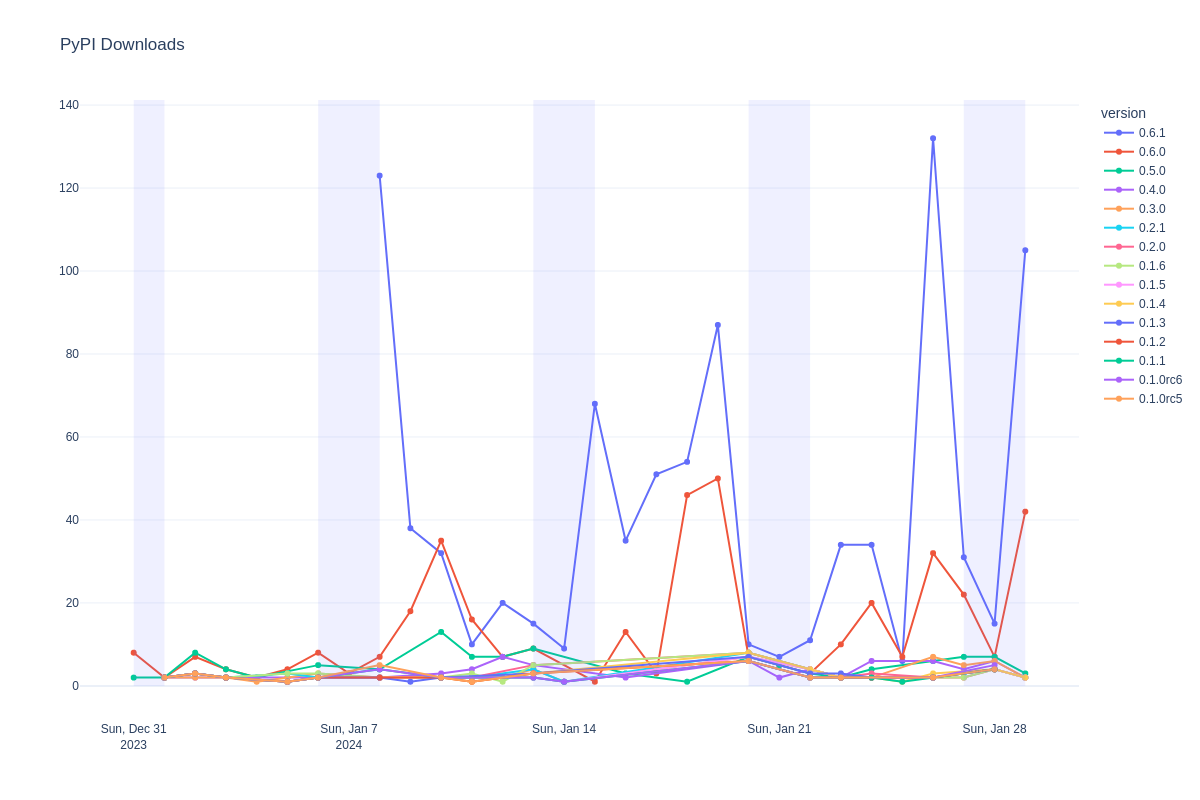 PyPI Downloads
140
120
100
80
60
40
20
0
Sun, Dec 31
2023
Sun, Jan 7
2024
Sun, Jan 14
Sun, Jan 21
Sun, Jan 28
version
0.6.1
0.6.0
0.5.0
0.4.0
0.3.0
0.2.1
0.2.0
0.1.6
0.1.5
0.1.4
0.1.3
0.1.2
0.1.1
0.1.0rc6
0.1.0rc5